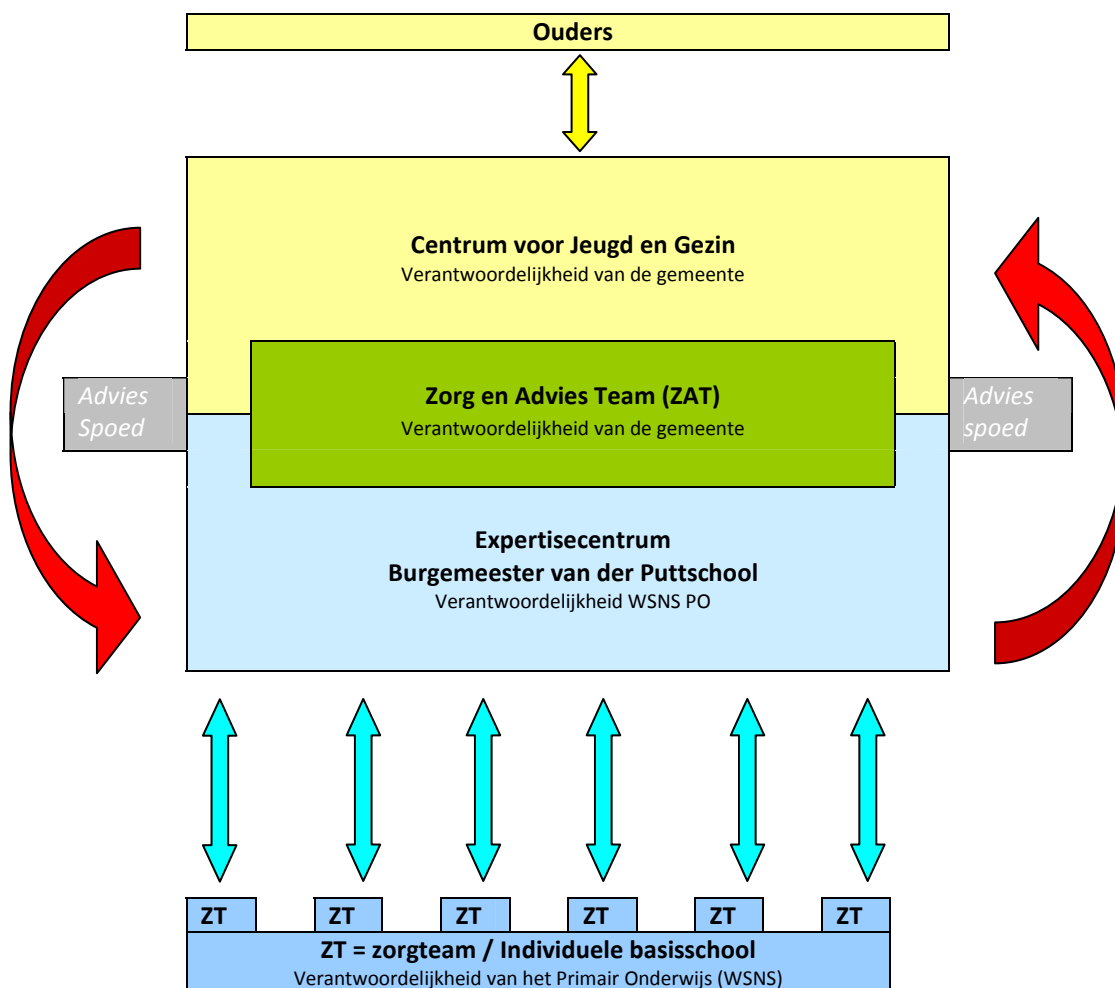 Ouders
Centrum voor Jeugd en Gezin
Verantwoordelijkheid van de gemeente
Advies
Spoed
Zorg en Advies Team (ZAT)
Verantwoordelijkheid van de gemeente
Advies
spoed
Expertisecentrum
Burgemeester van der Puttschool
Verantwoordelijkheid WSNS PO
ZT ZT ZT ZT ZT ZT
ZT = zorgteam / Individuele basisschool
Verantwoordelijkheid van het Primair Onderwijs (WSNS)